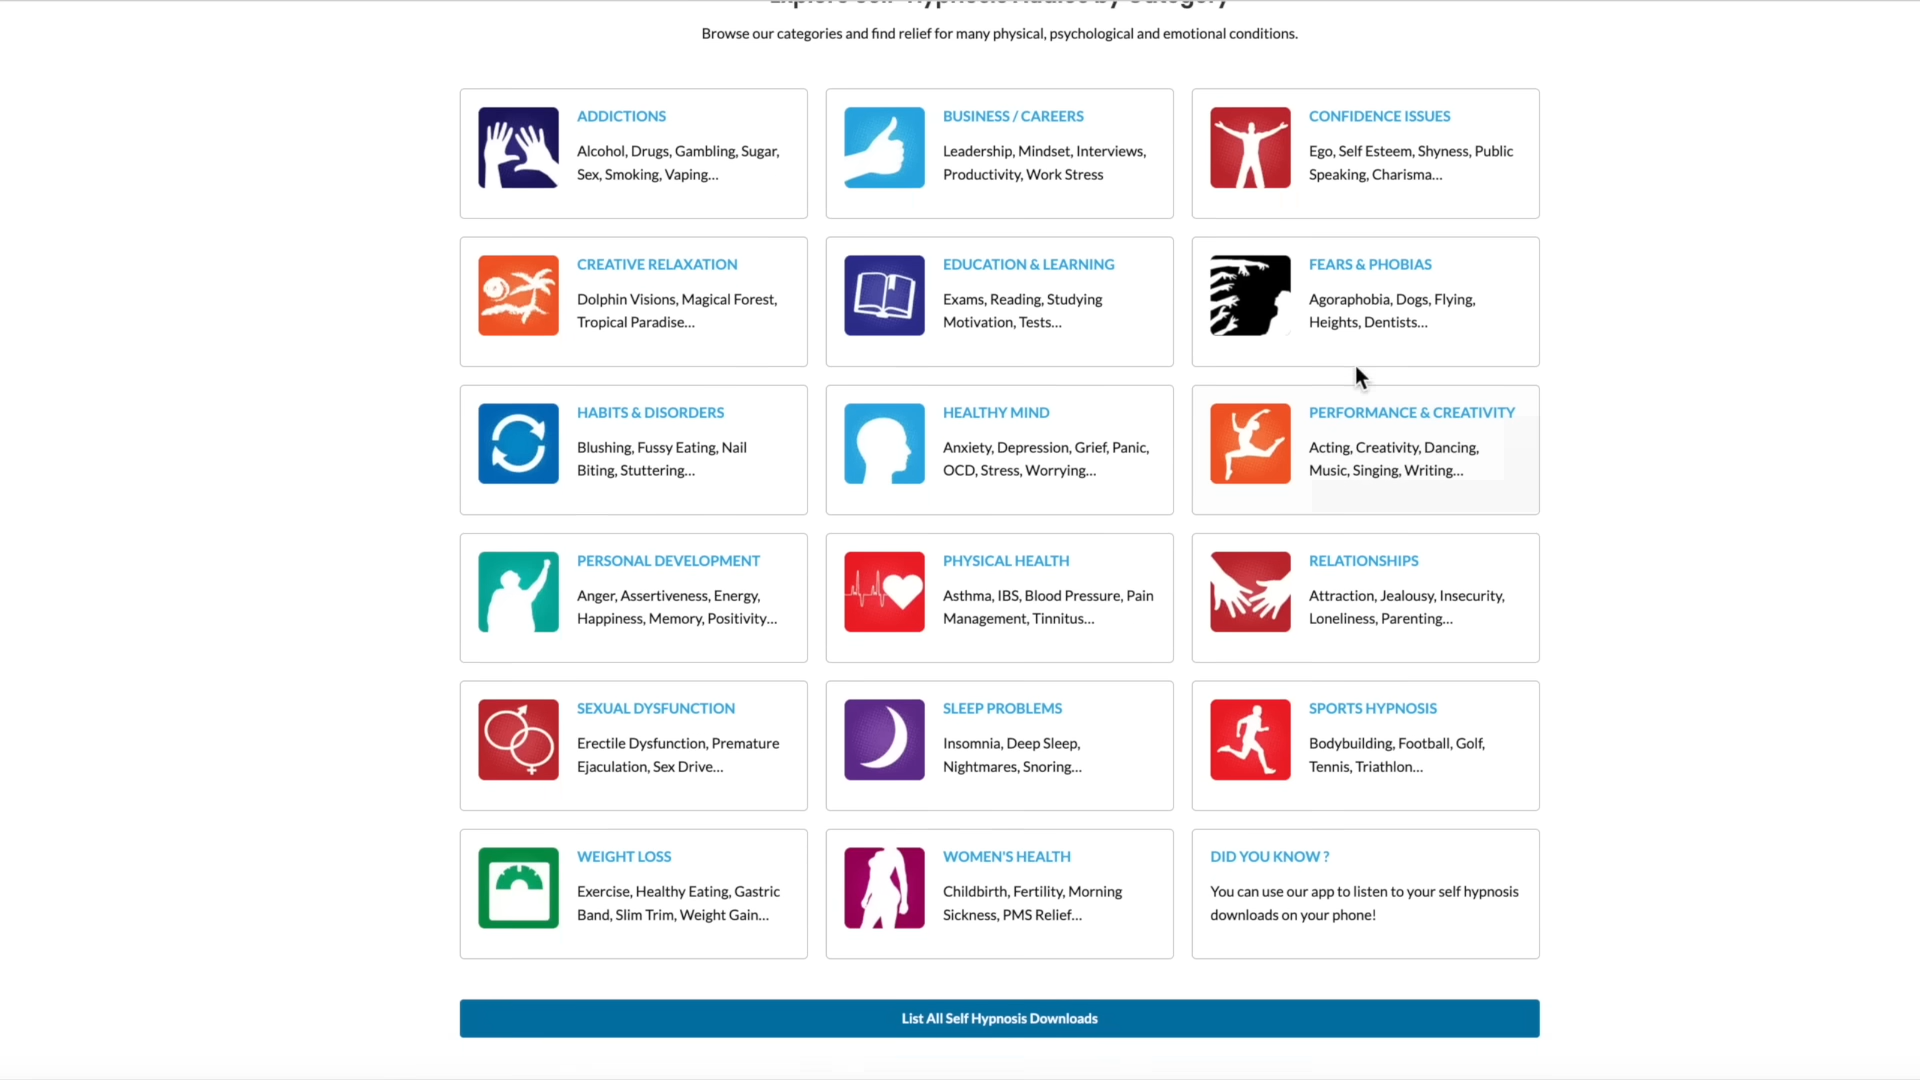 Explore Self-Hypnosis Audios by Category
Browse our categories and find relief for many physical, psychological and emotional conditions.
ADDICTIONS
Alcohol, Drugs, Gambling, Sugar,
Sex, Smoking, Vaping...
BUSINESS / CAREERS
Leadership, Mindset, Interviews,
Productivity, Work Stress
CONFIDENCE ISSUES
Ego, Self Esteem, Shyness, Public
Speaking, Charisma...
CREATIVE RELAXATION
Dolphin Visions, Magical Forest,
Tropical Paradise...
EDUCATION & LEARNING
Exams, Reading, Studying
Motivation, Tests...
FEARS & PHOBIAS
Agoraphobia, Dogs, Flying,
Heights, Dentists...
HABITS & DISORDERS
Blushing, Fussy Eating, Nail
Biting, Stuttering...
HEALTHY MIND
Anxiety, Depression, Grief, Panic,
OCD, Stress, Worrying...
PERFORMANCE & CREATIVITY
Acting, Creativity, Dancing,
Music, Singing, Writing...
PERSONAL DEVELOPMENT
Anger, Assertiveness, Energy,
Happiness, Memory, Positivity...
PHYSICAL HEALTH
Asthma, IBS, Blood Pressure, Pain
Management, Tinnitus...
RELATIONSHIPS
Attraction, Jealousy, Insecurity,
Loneliness, Parenting...
SEXUAL DYSFUNCTION
Erectile Dysfunction, Premature
Ejaculation, Sex Drive...
SLEEP PROBLEMS
Insomnia, Deep Sleep,
Nightmares, Snoring...
SPORTS HYPNOSIS
Bodybuilding, Football, Golf,
Tennis, Triathlon...
WEIGHT LOSS
Exercise, Healthy Eating, Gastric
Band, Slim Trim, Weight Gain...
WOMEN'S HEALTH
Childbirth, Fertility, Morning
Sickness, PMS Relief...
DID YOU KNOW ?
You can use our app to listen to your self hypnosis
downloads on your phone!
List All Self Hypnosis Downloads